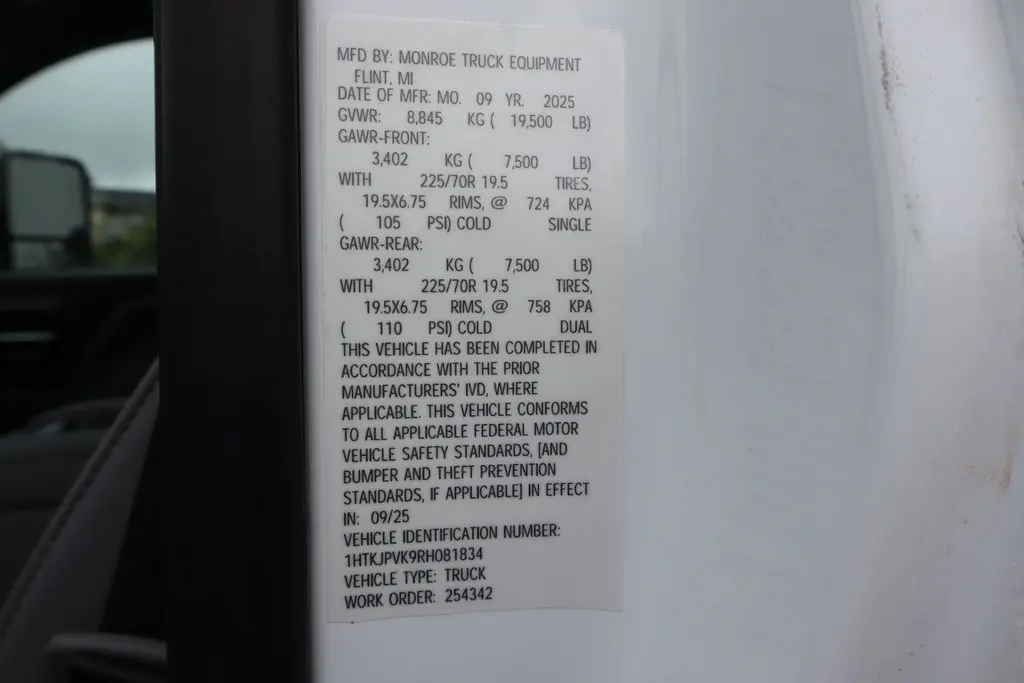 MFD BY: MONROE TRUCK EQUIPMENT
FLINT, MI
DATE OF MFR: MO. 09 YR. 2025
GVWR: 8,845 KG ( 19,500 LB)
GAWR-FRONT:
3,402 KG ( 7,500 LB)
WITH 225/70R 19.5 TIRES,
19.5X6.75 RIMS, @ 724 KPA
( 105 PSI) COLD SINGLE
GAWR-REAR:
3,402 KG ( 7,500 LB)
WITH 225/70R 19.5 TIRES,
19.5X6.75 RIMS, @ 758 KPA
( 110 PSI) COLD DUAL
THIS VEHICLE HAS BEEN COMPLETED IN
ACCORDANCE WITH THE PRIOR
MANUFACTURERS' IVD, WHERE
APPLICABLE. THIS VEHICLE CONFORMS
TO ALL APPLICABLE FEDERAL MOTOR
VEHICLE SAFETY STANDARDS, [AND
BUMPER AND THEFT PREVENTION
STANDARDS, IF APPLICABLE] IN EFFECT
IN: 09/25
VEHICLE IDENTIFICATION NUMBER:
1HTKJPVK9RH081834
VEHICLE TYPE: TRUCK
WORK ORDER: 254342